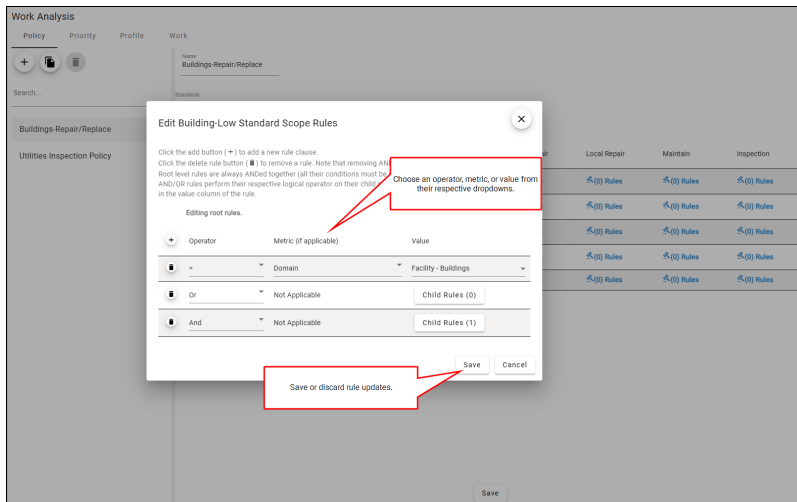 Work Analysis
Policy Priority Profile Work
Name
Buildings-Repair/Replace
Search...
Standards
Buildings-Repair/Replace
Utilities Inspection Policy
Edit Building-Low Standard Scope Rules
Click the add button (+) to add a new rule clause.
Click the delete rule button ( ) to remove a rule. Note that removing AN
Root level rules are always ANDed together (all their conditions must be
AND/OR rules perform their respective logical operator on their child
in the value column of the rule.
Choose an operator, metric, or value from
their respective dropdowns.
Editing root rules.
+ Operator Metric (if applicable) Value
= Domain Facility - Buildings
Or Not Applicable Child Rules (0)
And Not Applicable Child Rules (1)
Save Cancel
Save or discard rule updates.
Local Repair Maintain Inspection
(0) Rules (0) Rules (0) Rules
(0) Rules (0) Rules (0) Rules
(0) Rules (0) Rules (0) Rules
(0) Rules (0) Rules (0) Rules
(0) Rules (0) Rules (0) Rules
Save